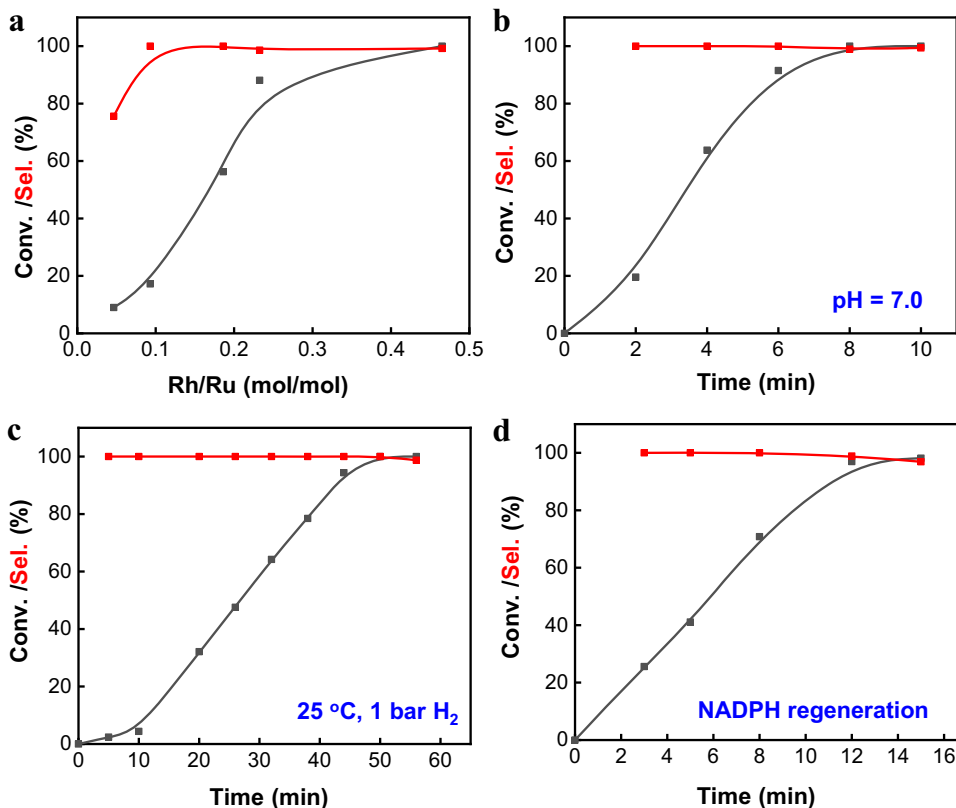 a
Conv. /Sel. (%)
100
80
60
40
20
0
0.0 0.1 0.2 0.3 0.4 0.5
Rh/Ru (mol/mol)
b
Conv. /Sel. (%)
100
80
60
40
20
0
pH = 7.0
0 2 4 6 8 10
Time (min)
c
Conv. /Sel. (%)
100
80
60
40
20
0
25 °C, 1 bar H₂
0 10 20 30 40 50 60
Time (min)
d
Conv. /Sel. (%)
100
80
60
40
20
0
NADPH regeneration
0 2 4 6 8 10 12 14 16
Time (min)